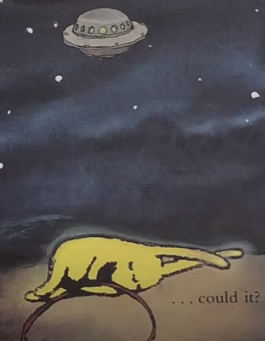 . . . could it?